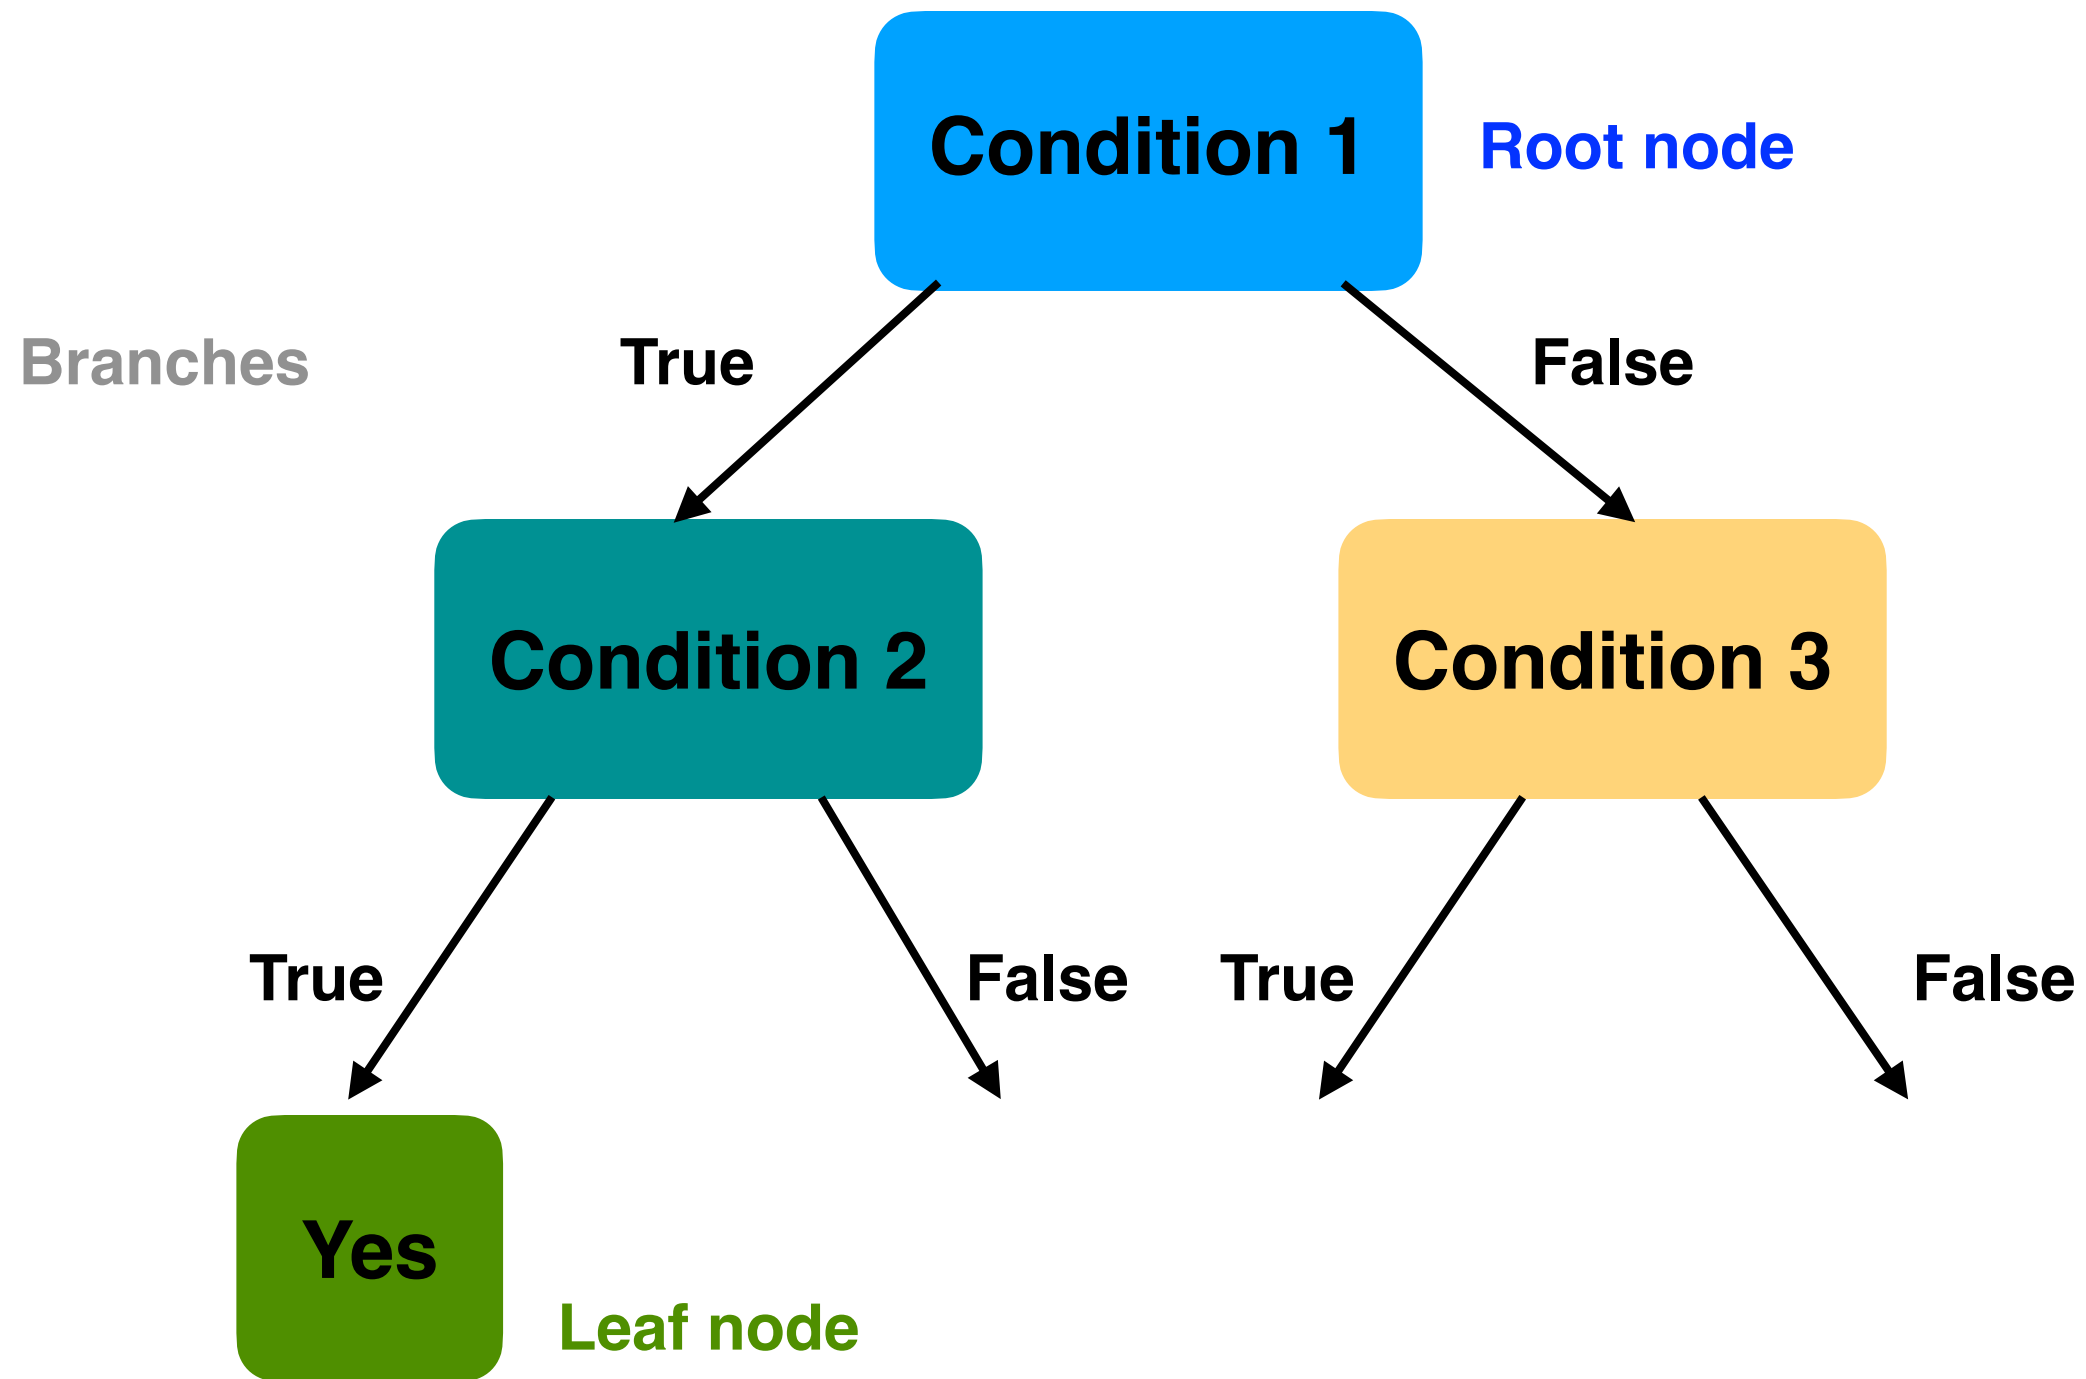 Condition 1
Root node
Branches
True
False
Condition 2
Condition 3
True
False
True
False
Yes
Leaf node